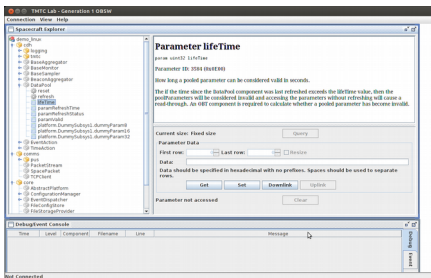 TMTC Lab - Generation 1 OBSW
Connection View Help
Spacecraft Explorer
demo_linux
cdh
logging
tmtc
BaseAggregator
BaseMonitor
BaseSampler
BeaconAggregator
DataPool
reset
refresh
lifeTime
paramRefreshTime
paramRefreshStatus
paramValid
platform.DummySubsys1.dummyParam8
platform.DummySubsys1.dummyParam16
platform.DummySubsys1.dummyParam32
EventAction
TimeAction
comms
pus
PacketStream
SpacePacket
TCPClient
core
AbstractPlatform
ConfigurationManager
EventDispatcher
FileConfigStore
FileStorageProvider
Parameter lifeTime
param uint32 lifeTime
Parameter ID: 3584 (0x0E00)
How long a pooled parameter can be considered valid in seconds.
The if the time since the DataPool component was last refreshed exceeds the lifeTime value, then the
poolParameters will be considered invalid and accessing the parameters without refreshing will cause a
read-through. An OBT component is required to calculate whether a pooled parameter has become invalid.
Current size: Fixed size
Query
Parameter Data
First row:
Last row:
Resize
Data:
Data should be specified in hexadecimal with no prefixes. Spaces should be used to separate
rows.
Get
Set
Downlink
Uplink
Parameter not accessed
Clear
Debug/Event Console
Time
Level
Component
Filename
Line
Message
Debug
Event
Not Connected